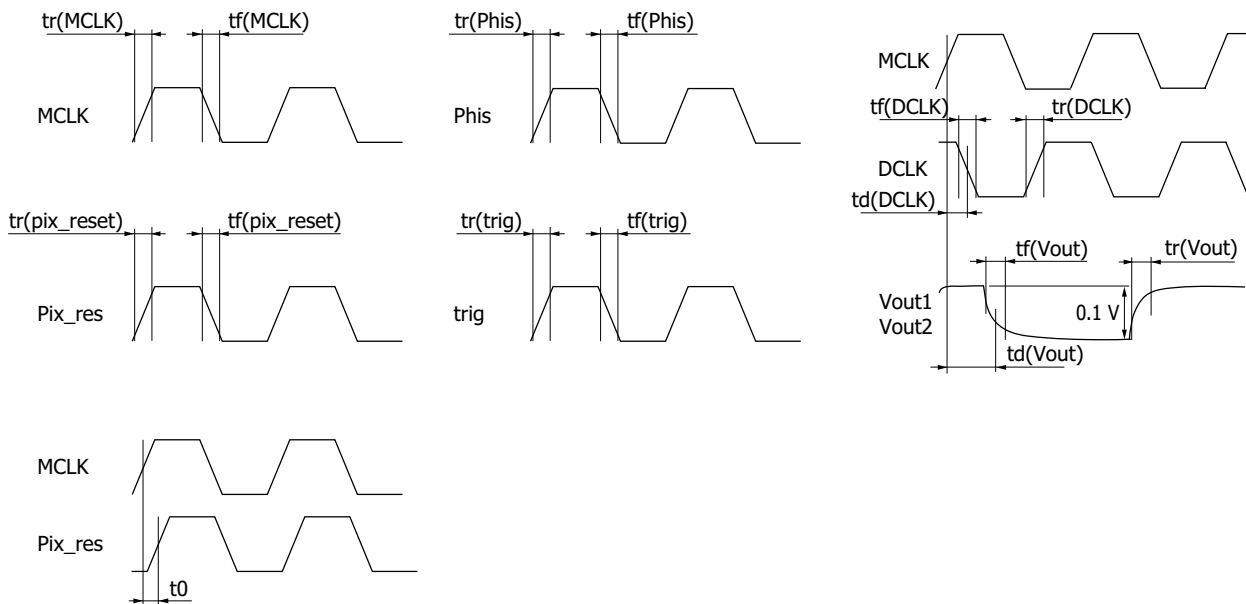 tr(MCLK)
tf(MCLK)
MCLK
tr(Phis)
tf(Phis)
Phis
MCLK
tf(DCLK)
tr(DCLK)
DCLK
td(DCLK)
tr(pix_reset)
tf(pix_reset)
Pix_res
tr(trig)
tf(trig)
trig
tf(Vout)
tr(Vout)
Vout1
Vout2
0.1 V
td(Vout)
MCLK
Pix_res
t0